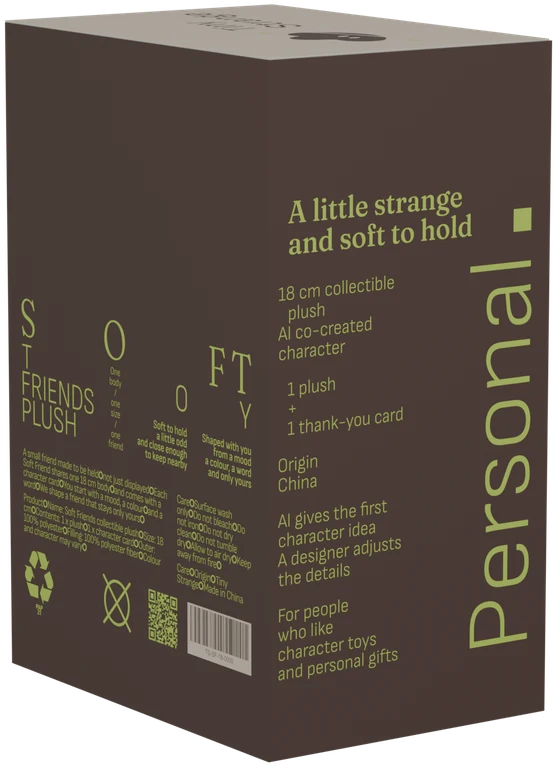 A little strange
and soft to hold
18 cm collectible
plush
AI co-created
character
1 plush
+
1 thank-you card
Origin
China
AI gives the first
character idea
A designer adjusts
the details
For people
who like
character toys
and personal gifts
Personal.
S O O F T
T Y
FRIENDS
PLUSH
One
body
/
one
size
/
one
friend
Soft to hold
a little odd
and close enough
to keep nearby
Shaped with you
from a mood
a colour, a word
and only yours
A small friend made to be held not just displayed Each
Soft Friend shares one 18 cm body and comes with a
character card You start with a mood, a colour and a
word We shape a friend that stays only yours
Product Name: Soft Friends collectible plush Size: 18
cm Contents: 1 x plush 1 x character card Outer:
100% polyester Filling: 100% polyester fiber Colour
and character may vary
Care Surface wash
only Do not bleach Do
not iron Do not dry
clean Do not tumble
dry Allow to air dry Keep
away from fire
Care Origin Tiny
Strange Made in China